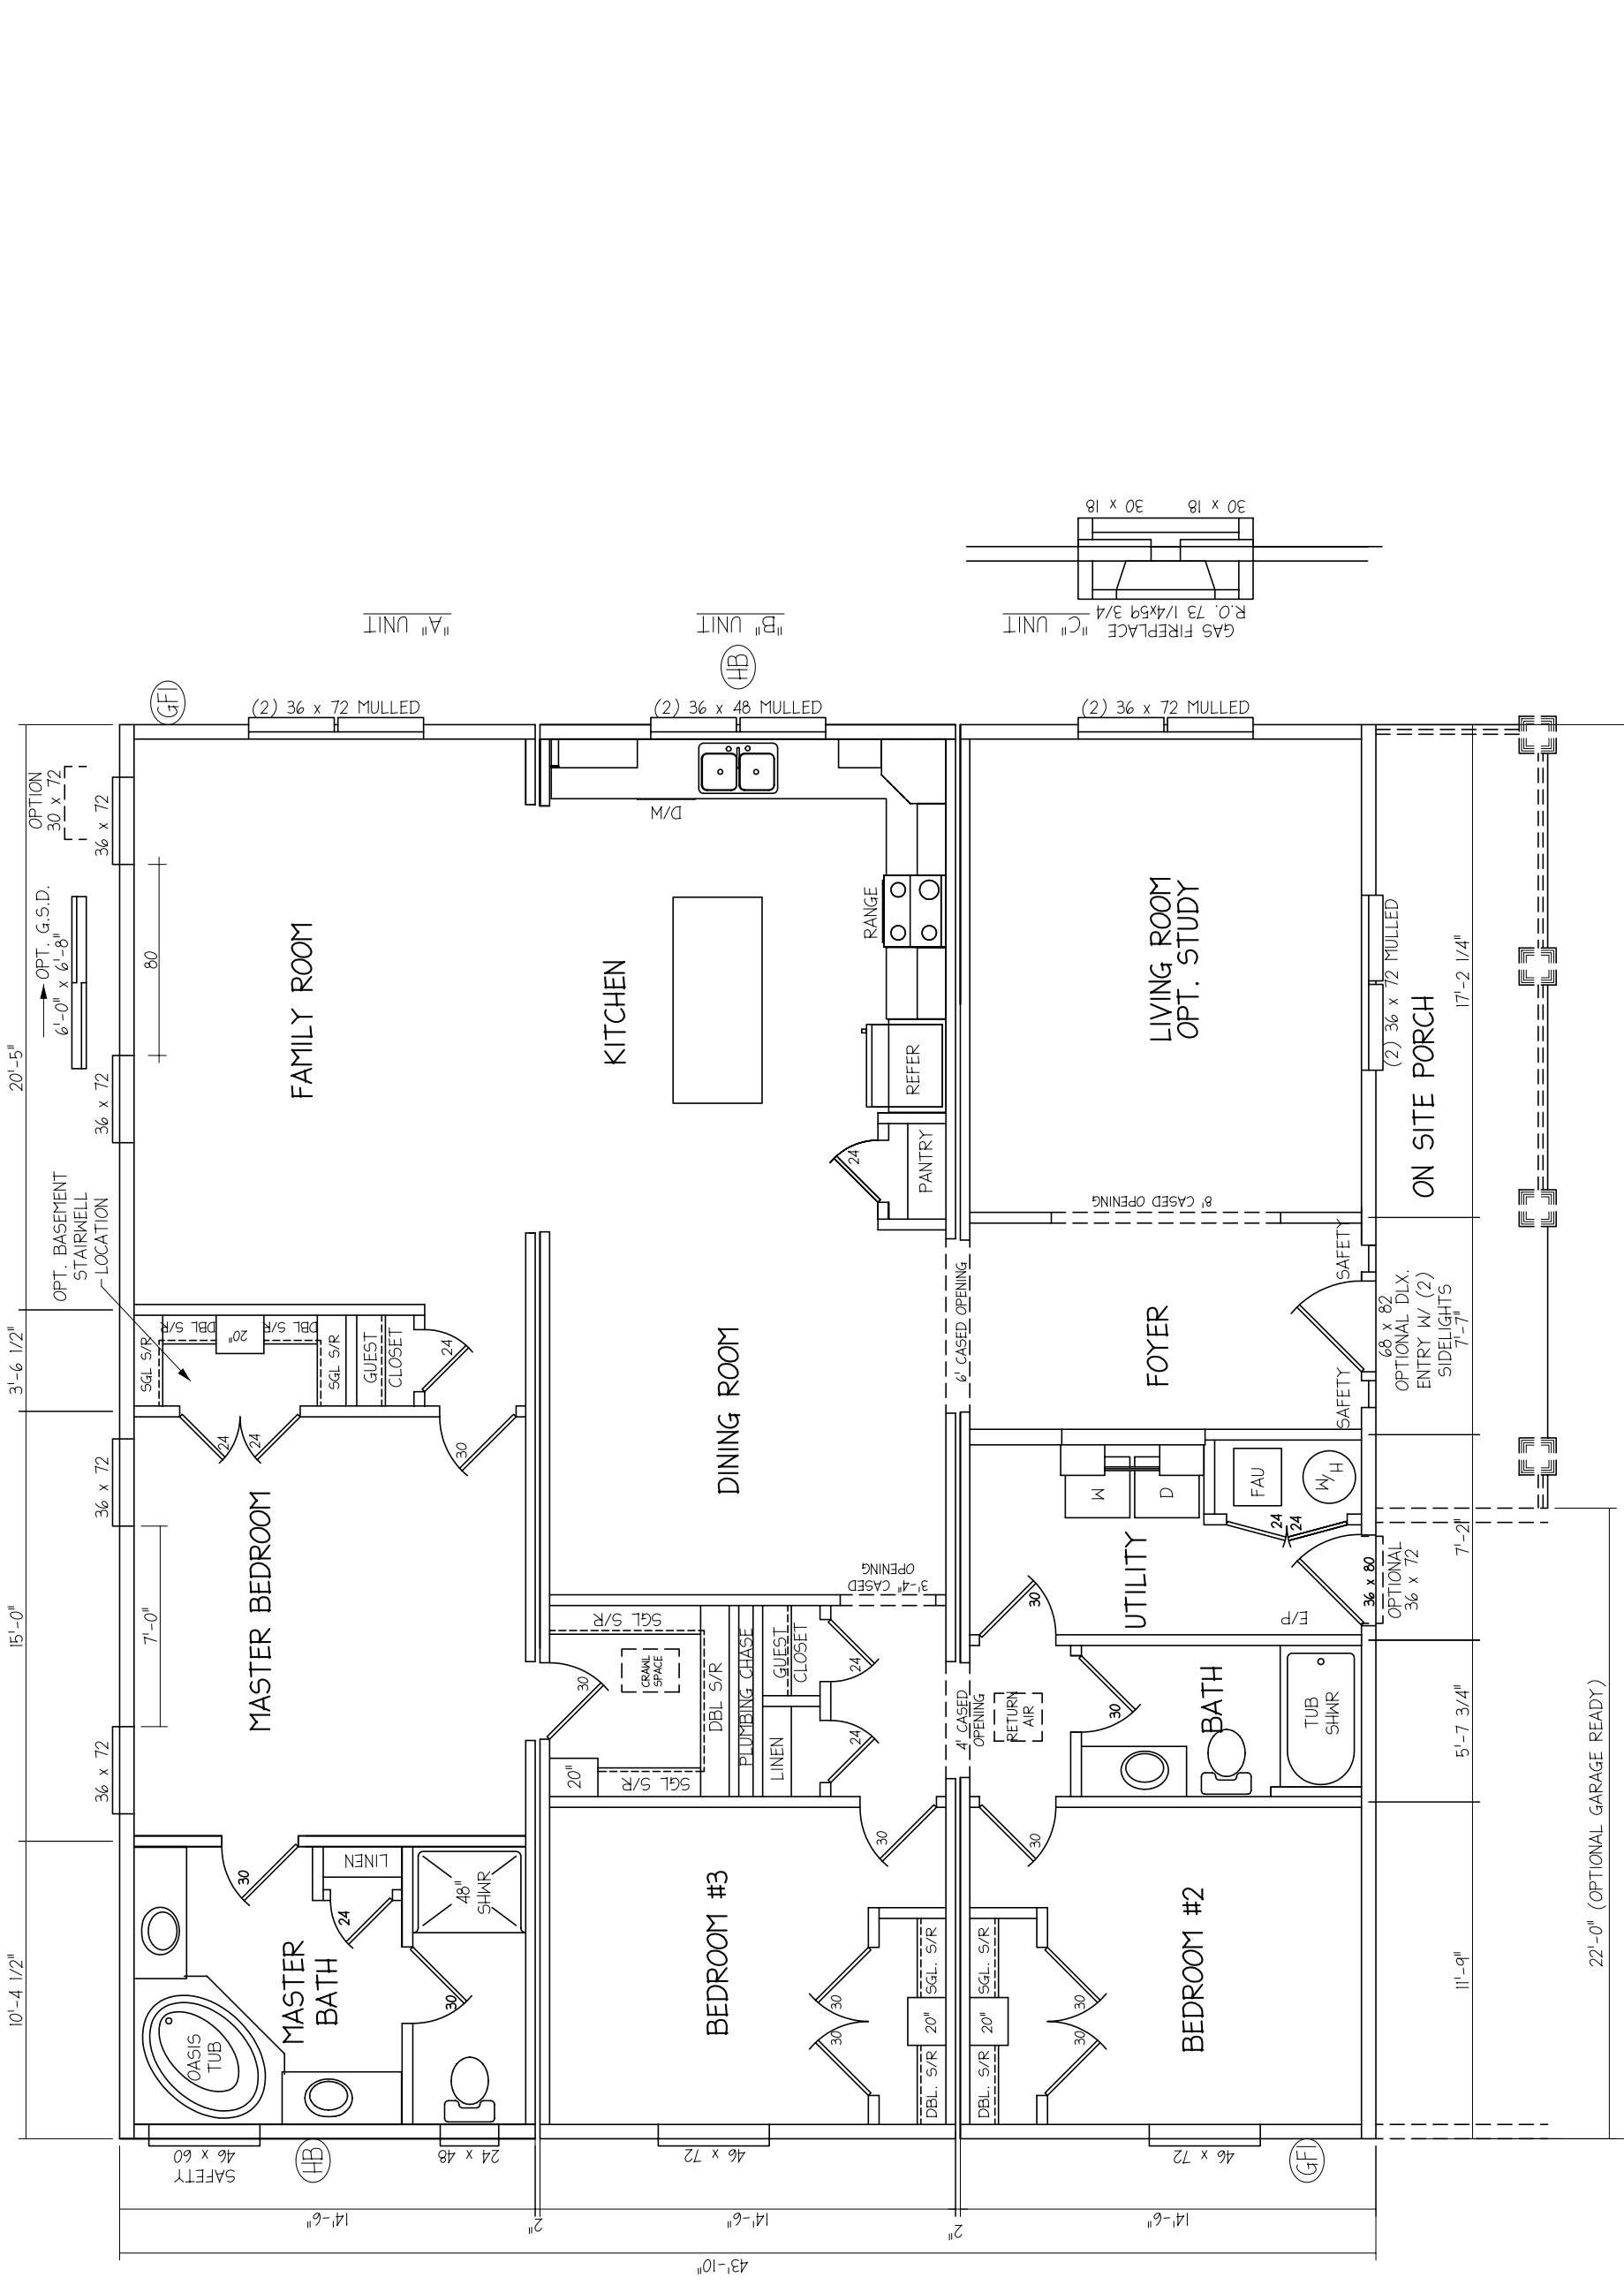 20'-5"
3'-6 1/2"
15'-0"
10'-4 1/2"
OPTION
30 x 72
36 x 72
OPT. G.S.D.
6'-0" x 6'-8"
80
36 x 72
OPT. BASEMENT
STAIRWELL
LOCATION
36 x 72
7'-0"
36 x 72
GFI
(2) 36 x 72 MULLED
"A" UNIT
FAMILY ROOM
SGL S/R
DBL S/R
20"
DBL S/R
SGL S/R
GUEST
CLOSET
24
24
24
30
MASTER BEDROOM
30
LINEN
24
48"
SHWR
MASTER
BATH
30
OASIS
TUB
46 x 60
SAFETY
HB
24 x 48
(2) 36 x 48 MULLED
HB
"B" UNIT
D/W
KITCHEN
RANGE
REFER
PANTRY
24
DINING ROOM
3'-4" CASED
OPENING
SGL S/R
CRAWL
SPACE
30
20"
SGL S/R
DBL S/R
PLUMBING CHASE
GUEST
CLOSET
24
LINEN
24
30
BEDROOM #3
30
30
SGL. S/R
20"
DBL. S/R
46 x 72
6' CASED OPENING
4' CASED
OPENING
RETURN
AIR
(2) 36 x 72 MULLED
"C" UNIT
GAS FIREPLACE
R.O. 73 1/4x59 3/4
30 x 18
30 x 18
LIVING ROOM
OPT. STUDY
(2) 36 x 72 MULLED
8' CASED OPENING
FOYER
SAFETY
SAFETY
68 x 82
OPTIONAL DLX.
ENTRY W/ (2)
SIDELIGHTS
ON SITE PORCH
W
D
FAU
W/H
24
24
UTILITY
30
E/P
36 x 80
OPTIONAL
36 x 72
30
BATH
TUB
SHWR
30
BEDROOM #2
30
30
SGL. S/R
20"
DBL. S/R
46 x 72
GFI
17'-2 1/4"
7'-7"
7'-2"
5'-7 3/4"
11'-9"
22'-0" (OPTIONAL GARAGE READY)
14'-6"
2"
14'-6"
2"
14'-6"
43'-10"